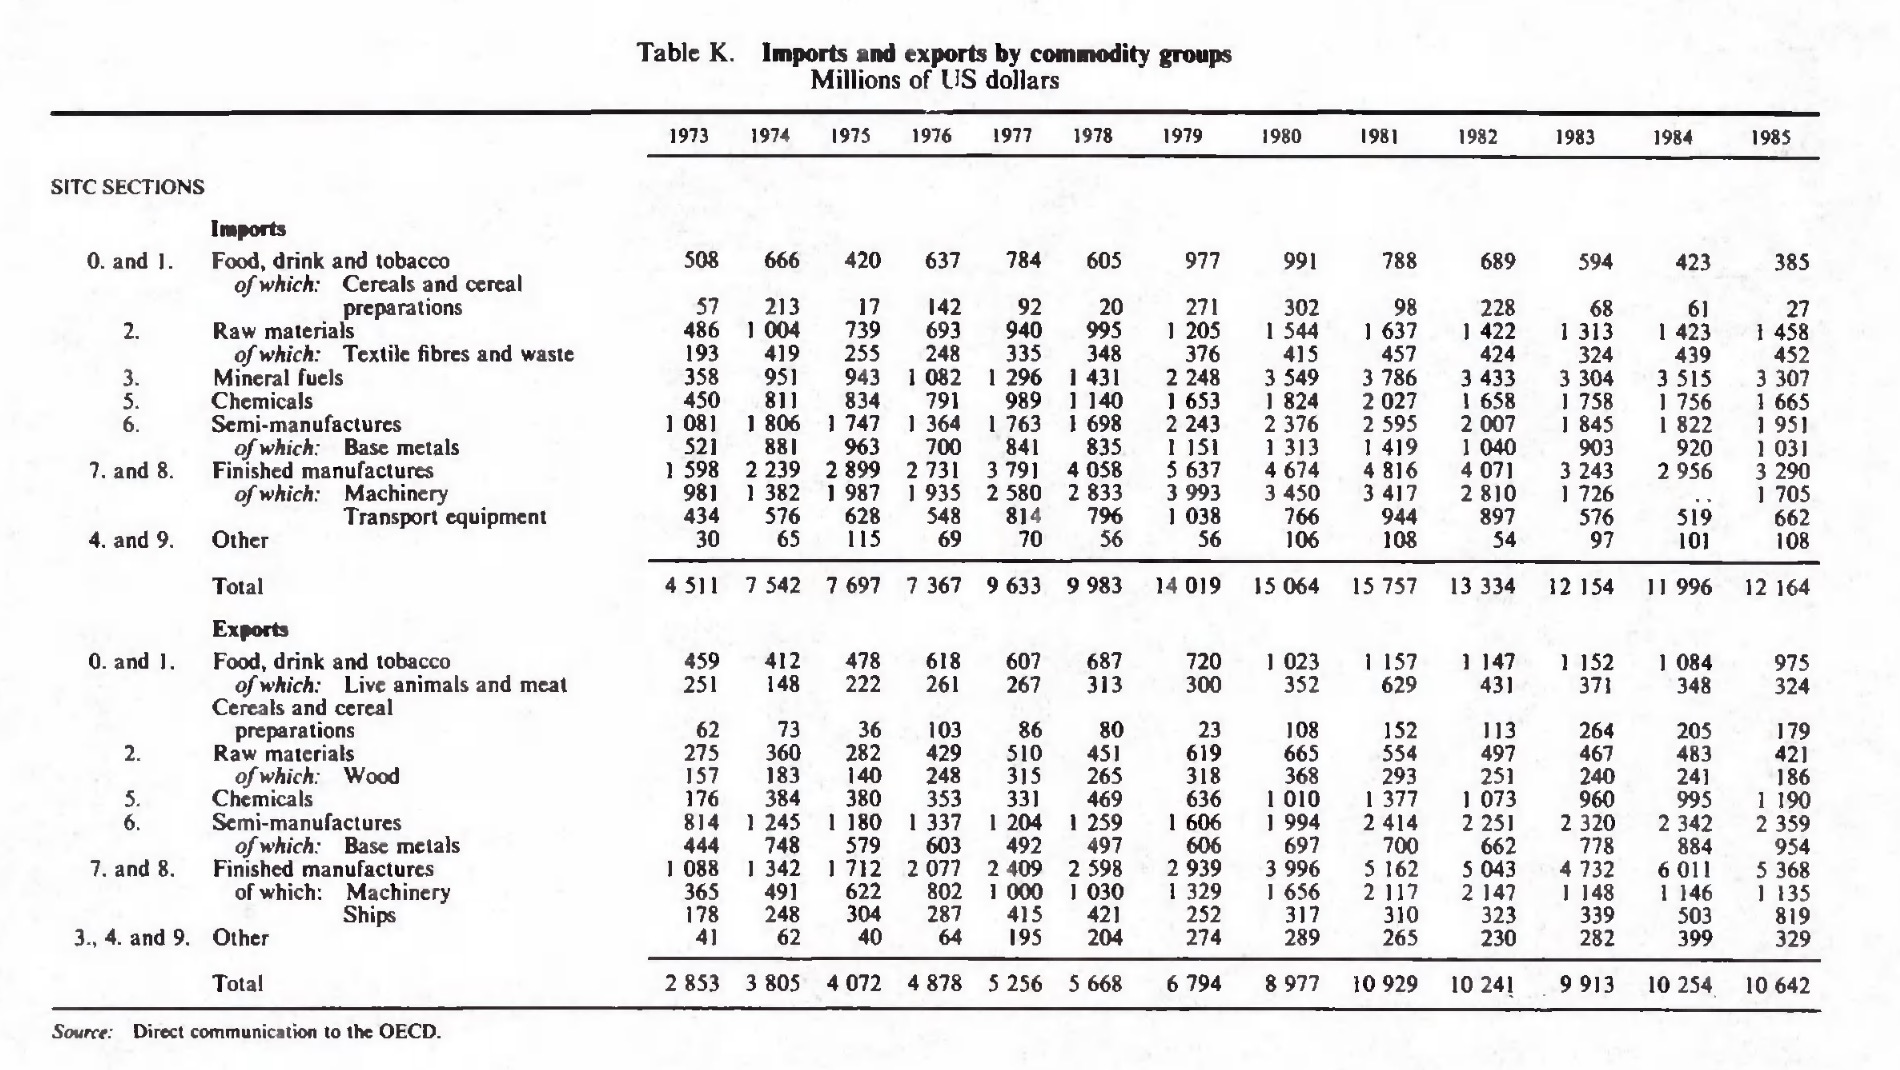 Table K. Imports and exports by commodity groups
Millions of US dollars
1973 1974 1975 1976 1977 1978 1979 1980 1981 1982 1983 1984 1985
SITC SECTIONS
Imports
0. and 1. Food, drink and tobacco 508 666 420 637 784 605 977 991 788 689 594 423 385
of which: Cereals and cereal
preparations 57 213 17 142 92 20 271 302 98 228 68 61 27
2. Raw materials 486 1 004 739 693 940 995 1 205 1 544 1 637 1 422 1 313 1 423 1 458
of which: Textile fibres and waste 193 419 255 248 335 348 376 415 457 424 324 439 452
3. Mineral fuels 358 951 943 1 082 1 296 1 431 2 248 3 549 3 786 3 433 3 304 3 515 3 307
5. Chemicals 450 811 834 791 989 1 140 1 653 1 824 2 027 1 658 1 758 1 756 1 665
6. Semi-manufactures 1 081 1 806 1 747 1 364 1 763 1 698 2 243 2 376 2 595 2 007 1 845 1 822 1 951
of which: Base metals 521 881 963 700 841 835 1 151 1 313 1 419 1 040 903 920 1 031
7. and 8. Finished manufactures 1 598 2 239 2 899 2 731 3 791 4 058 5 637 4 674 4 816 4 071 3 243 2 956 3 290
of which: Machinery 981 1 382 1 987 1 935 2 580 2 833 3 993 3 450 3 417 2 810 1 726 .. 1 705
Transport equipment 434 576 628 548 814 796 1 038 766 944 897 576 519 662
4. and 9. Other 30 65 115 69 70 56 56 106 108 54 97 101 108
Total 4 511 7 542 7 697 7 367 9 633 9 983 14 019 15 064 15 757 13 334 12 154 11 996 12 164
Exports
0. and 1. Food, drink and tobacco 459 412 478 618 607 687 720 1 023 1 157 1 147 1 152 1 084 975
of which: Live animals and meat 251 148 222 261 267 313 300 352 629 431 371 348 324
Cereals and cereal
preparations 62 73 36 103 86 80 23 108 152 113 264 205 179
2. Raw materials 275 360 282 429 510 451 619 665 554 497 467 483 421
of which: Wood 157 183 140 248 315 265 318 368 293 251 240 241 186
5. Chemicals 176 384 380 353 331 469 636 1 010 1 377 1 073 960 995 1 190
6. Semi-manufactures 814 1 245 1 180 1 337 1 204 1 259 1 606 1 994 2 414 2 251 2 320 2 342 2 359
of which: Base metals 444 748 579 603 492 497 606 697 700 662 778 884 954
7. and 8. Finished manufactures 1 088 1 342 1 712 2 077 2 409 2 598 2 939 3 996 5 162 5 043 4 732 6 011 5 368
of which: Machinery 365 491 622 802 1 000 1 030 1 329 1 656 2 117 2 147 1 148 1 146 1 135
Ships 178 248 304 287 415 421 252 317 310 323 339 503 819
3., 4. and 9. Other 41 62 40 64 195 204 274 289 265 230 282 399 329
Total 2 853 3 805 4 072 4 878 5 256 5 668 6 794 8 977 10 929 10 241 9 913 10 254 10 642
Source: Direct communication to the OECD.